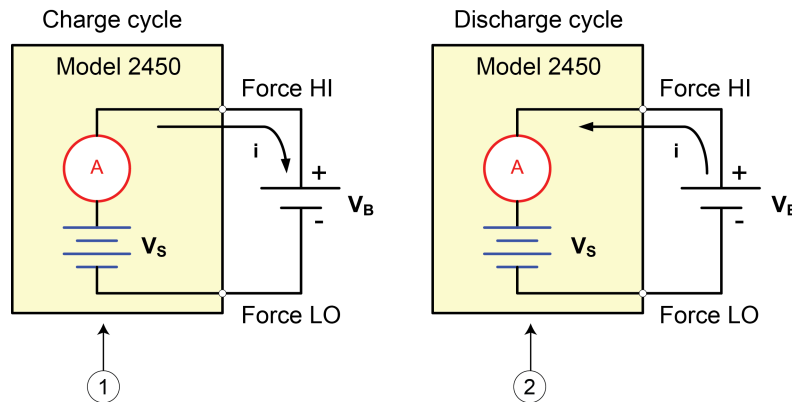 Charge cycle
Model 2450
Force HI
A
i
+
-
VB
VS
Force LO
1
Discharge cycle
Model 2450
Force HI
A
i
+
-
VB
VS
Force LO
2